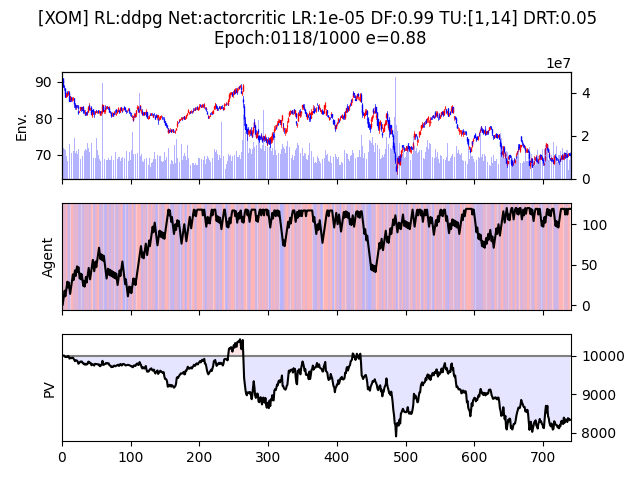 [XOM] RL:ddpg Net:actorcritic LR:1e-05 DF:0.99 TU:[1,14] DRT:0.05
Epoch:0118/1000 e=0.88
1e7
90
80
70
Env.
4
2
0
Agent
100
50
0
PV
10000
9000
8000
0 100 200 300 400 500 600 700